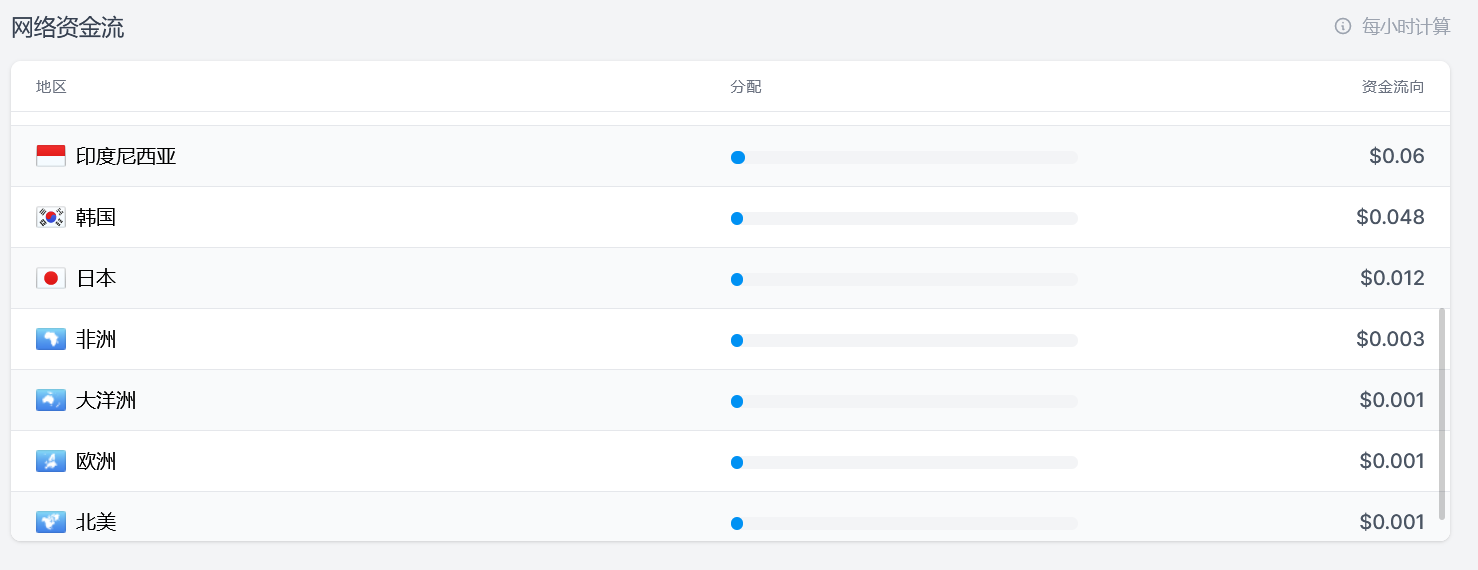 网络资金流
每小时计算
地区 分配 资金流向
印度尼西亚 $0.06
韩国 $0.048
日本 $0.012
非洲 $0.003
大洋洲 $0.001
欧洲 $0.001
北美 $0.001